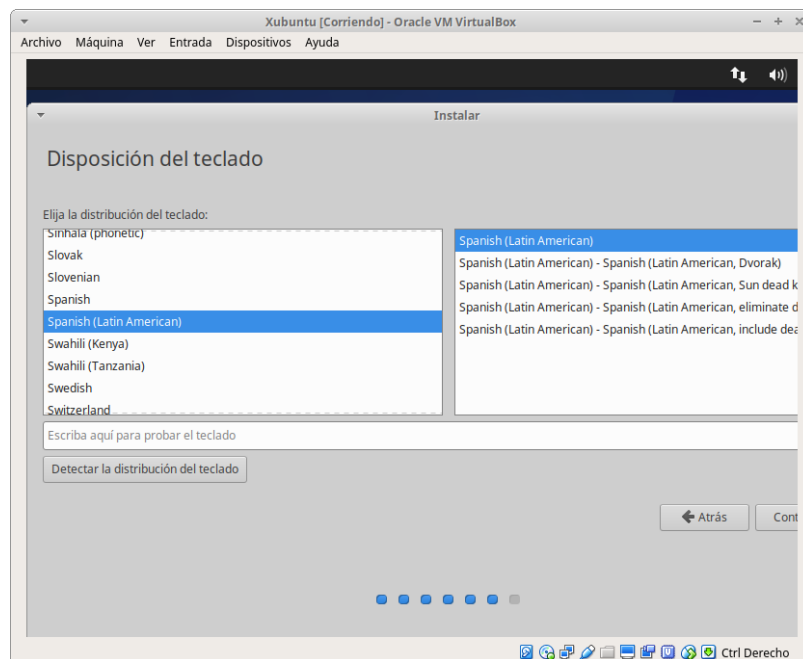 Xubuntu [Corriendo] - Oracle VM VirtualBox
Archivo Máquina Ver Entrada Dispositivos Ayuda
Instalar
Disposición del teclado
Elija la distribución del teclado:
Sinhala (phonetic)
Slovak
Slovenian
Spanish
Spanish (Latin American)
Swahili (Kenya)
Swahili (Tanzania)
Swedish
Switzerland
Spanish (Latin American)
Spanish (Latin American) - Spanish (Latin American, Dvorak)
Spanish (Latin American) - Spanish (Latin American, Sun dead k
Spanish (Latin American) - Spanish (Latin American, eliminate d
Spanish (Latin American) - Spanish (Latin American, include dea
Escriba aquí para probar el teclado
Detectar la distribución del teclado
Atrás
Cont
Ctrl Derecho